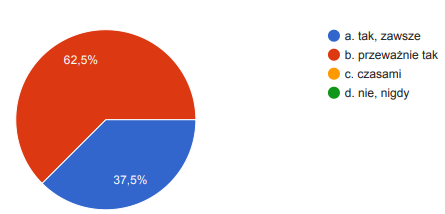 62,5%
37,5%
a. tak, zawsze
b. przeważnie tak
c. czasami
d. nie, nigdy